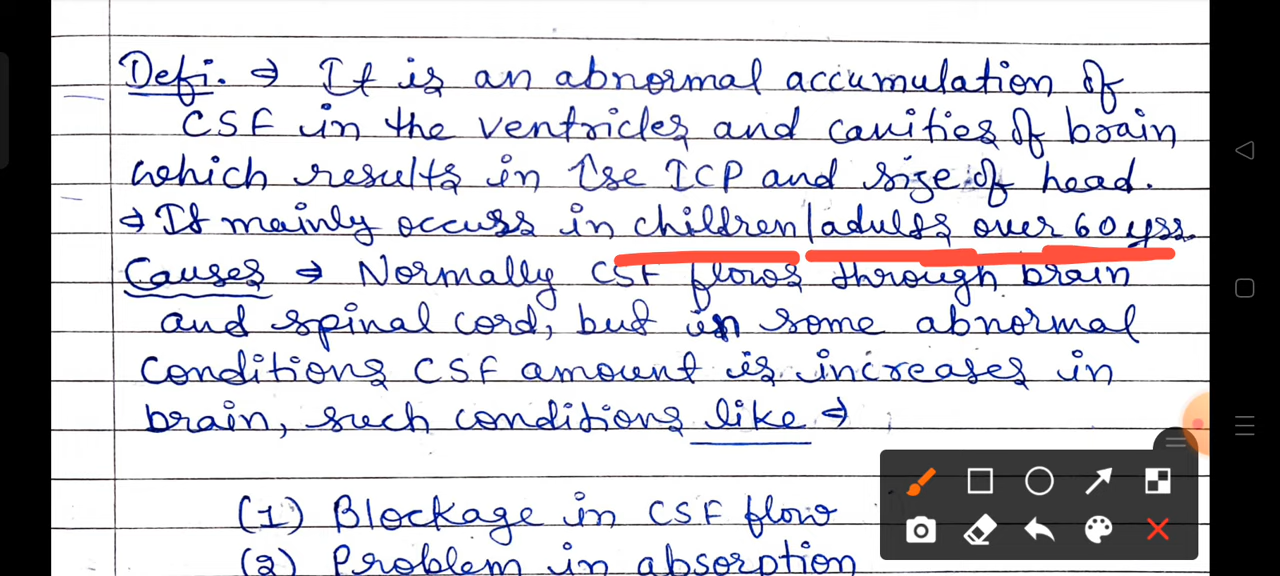 Defi. ⇒ It is an abnormal accumulation of
CSF in the ventricles and cavities of brain
which results in ↑se ICP and size of head.
⇒ It mainly occurs in children/adults over 60 yrs.
Causes ⇒ Normally CSF flows through brain
and spinal cord, but in some abnormal
conditions CSF amount is increases in
brain, such conditions like ⇒
(1) Blockage in CSF flow
(2) Problem in absorption